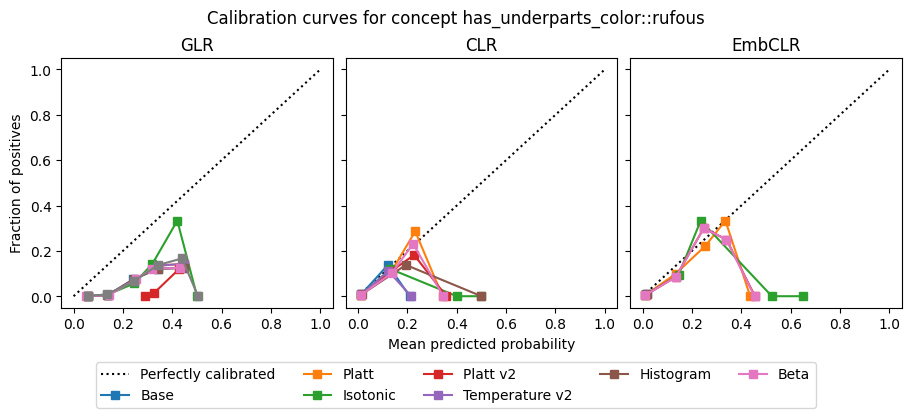 Calibration curves for concept has_underparts_color::rufous
GLR
CLR
EmbCLR
1.0
0.8
0.6
0.4
0.2
0.0
Fraction of positives
0.0 0.2 0.4 0.6 0.8 1.0
0.0 0.2 0.4 0.6 0.8 1.0
0.0 0.2 0.4 0.6 0.8 1.0
Mean predicted probability
Perfectly calibrated
Base
Platt
Isotonic
Platt v2
Temperature v2
Histogram
Beta